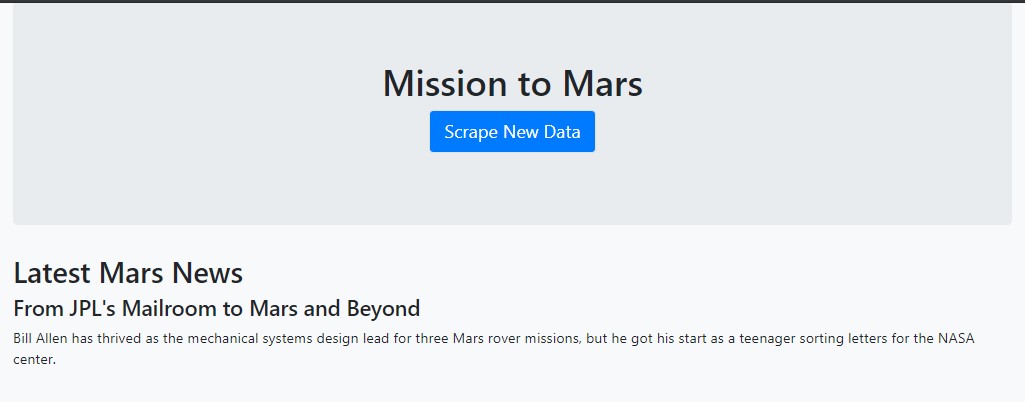 Mission to Mars
Scrape New Data
Latest Mars News
From JPL's Mailroom to Mars and Beyond
Bill Allen has thrived as the mechanical systems design lead for three Mars rover missions, but he got his start as a teenager sorting letters for the NASA
center.